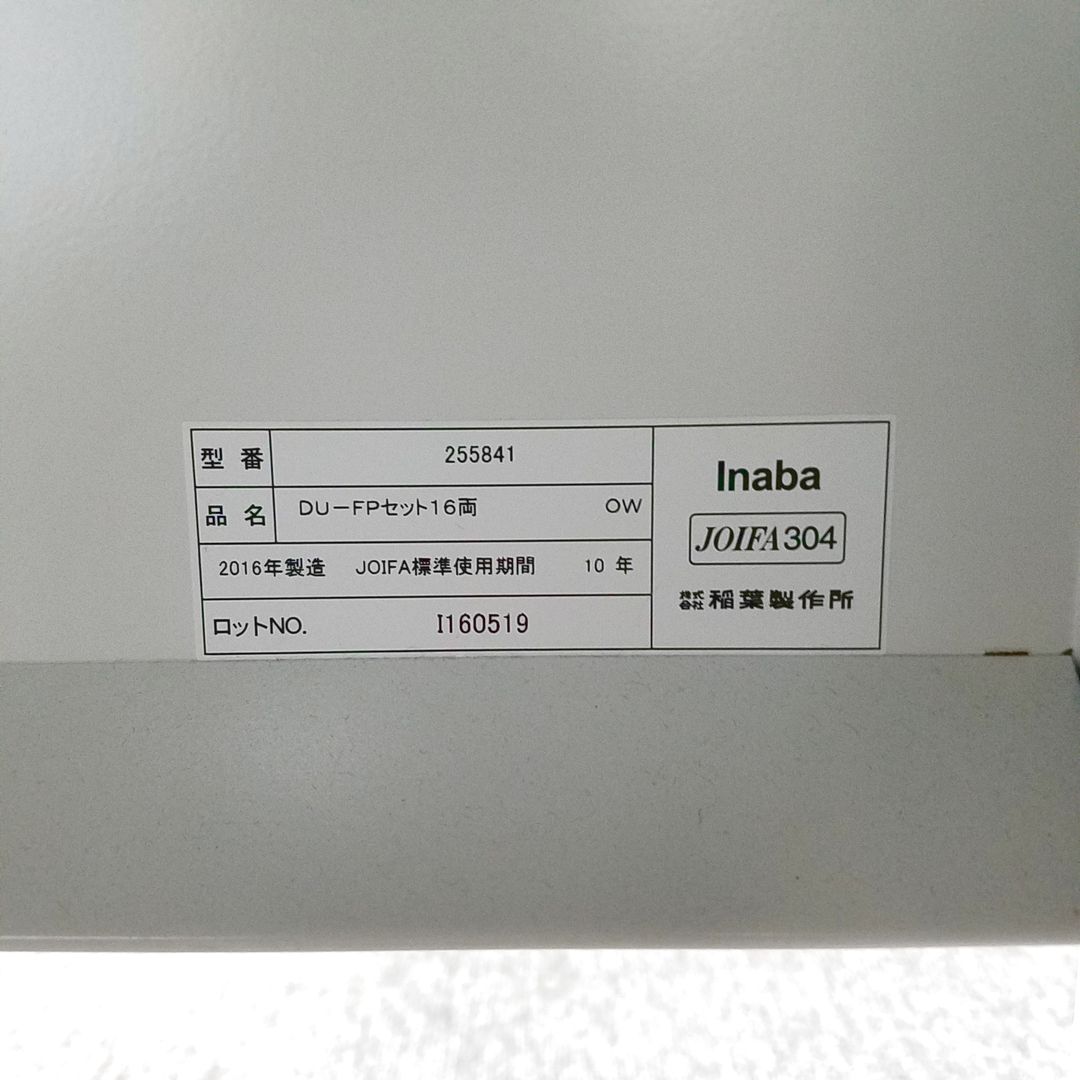 型番 255841
品名 DU-FPセット16両 OW
2016年製造 JOIFA標準使用期間 10年
ロットNO. I160519
Inaba
JOIFA304
株式会社 稲葉製作所